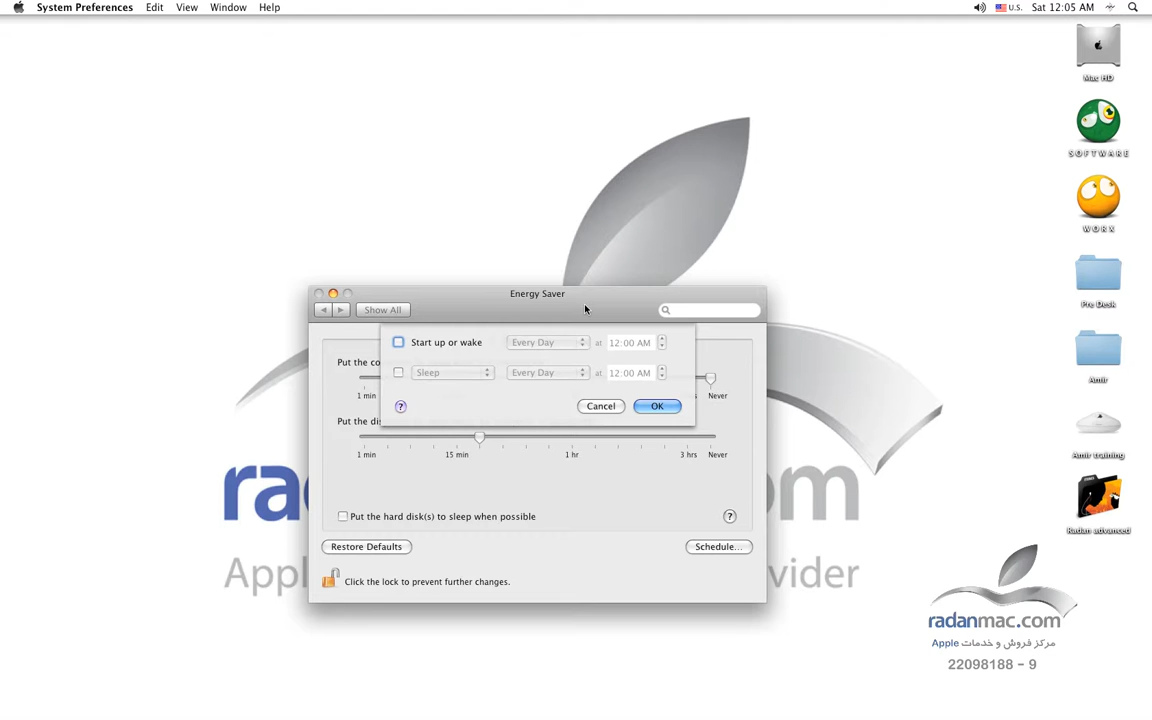 System Preferences Edit View Window Help U.S. Sat 12:05 AM
Mac HD
SOFTWARE
WORX
Pre Desk
Amir
Amir training
Radan advanced
Energy Saver
Show All
Start up or wake Every Day at 12:00 AM
Sleep Every Day at 12:00 AM
? Cancel OK
Put the co
1 min s Never
Put the di
1 min 15 min 1 hr 3 hrs Never
Put the hard disk(s) to sleep when possible ?
Restore Defaults Schedule...
Click the lock to prevent further changes.
ra m
Appl vider
radanmac.com
مرکز فروش و خدمات Apple
22098188 - 9